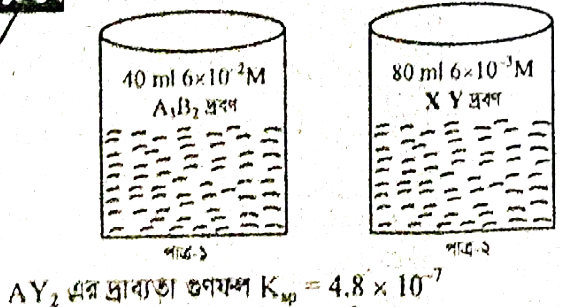 40 ml 6×10⁻²M
A₃B₂ দ্রবণ
80 ml 6×10⁻³M
X Y দ্রবণ
পাত্র-১
পাত্র-২
AY₂ এর দ্রাব্যতা গুণফল Kₛₚ = 4.8 × 10⁻⁷